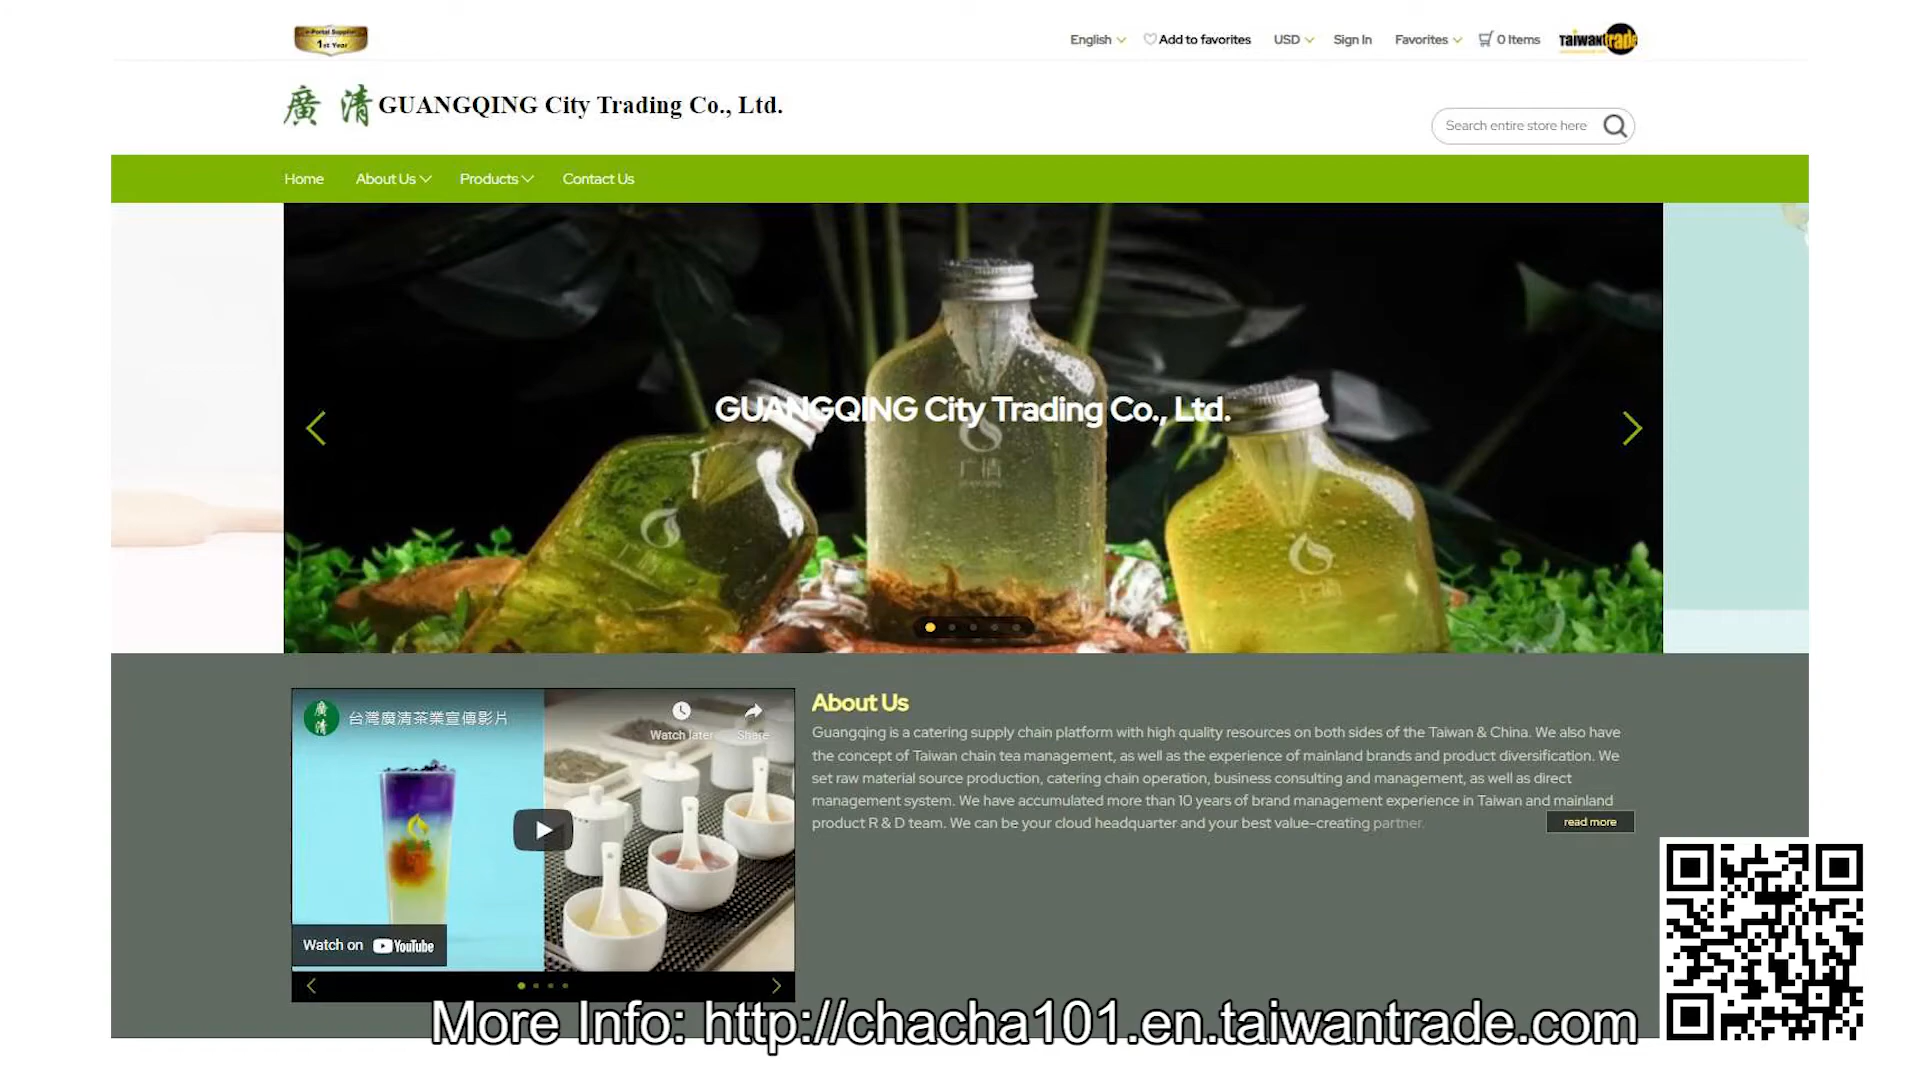 e-Portal Supplier
1st Year
English
Add to favorites
USD
Sign In
Favorites
0 Items
TAIWANTRADE
廣 清 GUANGQING City Trading Co., Ltd.
Search entire store here
Home
About Us
Products
Contact Us
GUANGQING City Trading Co., Ltd.
广清
台灣廣清茶業宣傳影片
Watch later
Share
廣清
Watch on YouTube
About Us
Guangqing is a catering supply chain platform with high quality resources on both sides of the Taiwan & China. We also have
the concept of Taiwan chain tea management, as well as the experience of mainland brands and product diversification. We
set raw material source production, catering chain operation, business consulting and management, as well as direct
management system. We have accumulated more than 10 years of brand management experience in Taiwan and mainland
product R & D team. We can be your cloud headquarter and your best value-creating partner.
read more
More Info: http://chacha101.en.taiwantrade.com